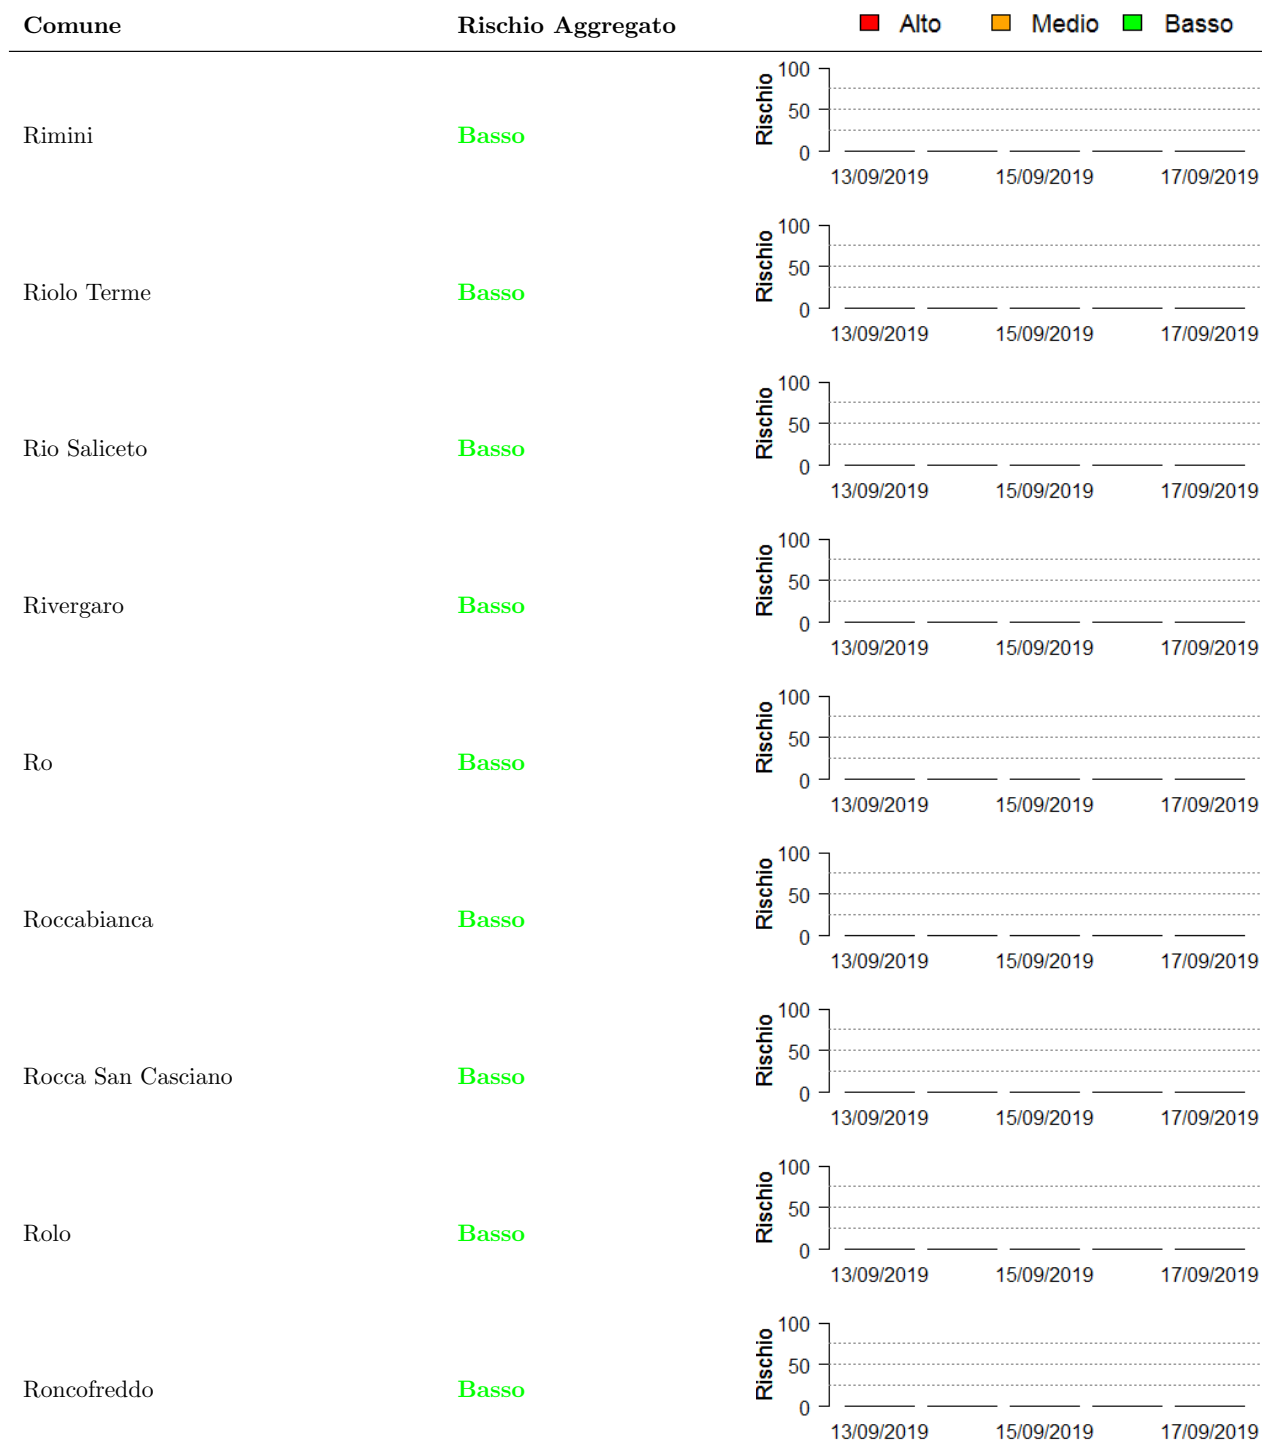 Comune Rischio Aggregato Alto Medio Basso
Rimini Basso Rischio 100 50 0
13/09/2019 15/09/2019 17/09/2019
Riolo Terme Basso Rischio 100 50 0
13/09/2019 15/09/2019 17/09/2019
Rio Saliceto Basso Rischio 100 50 0
13/09/2019 15/09/2019 17/09/2019
Rivergaro Basso Rischio 100 50 0
13/09/2019 15/09/2019 17/09/2019
Ro Basso Rischio 100 50 0
13/09/2019 15/09/2019 17/09/2019
Roccabianca Basso Rischio 100 50 0
13/09/2019 15/09/2019 17/09/2019
Rocca San Casciano Basso Rischio 100 50 0
13/09/2019 15/09/2019 17/09/2019
Rolo Basso Rischio 100 50 0
13/09/2019 15/09/2019 17/09/2019
Roncofreddo Basso Rischio 100 50 0
13/09/2019 15/09/2019 17/09/2019